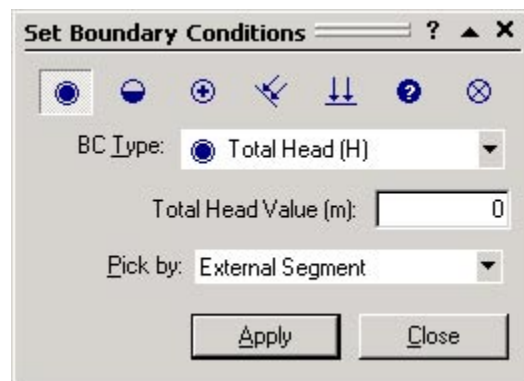 Set Boundary Conditions ?
BC Type: Total Head (H)
Total Head Value (m): 0
Pick by: External Segment
Apply Close